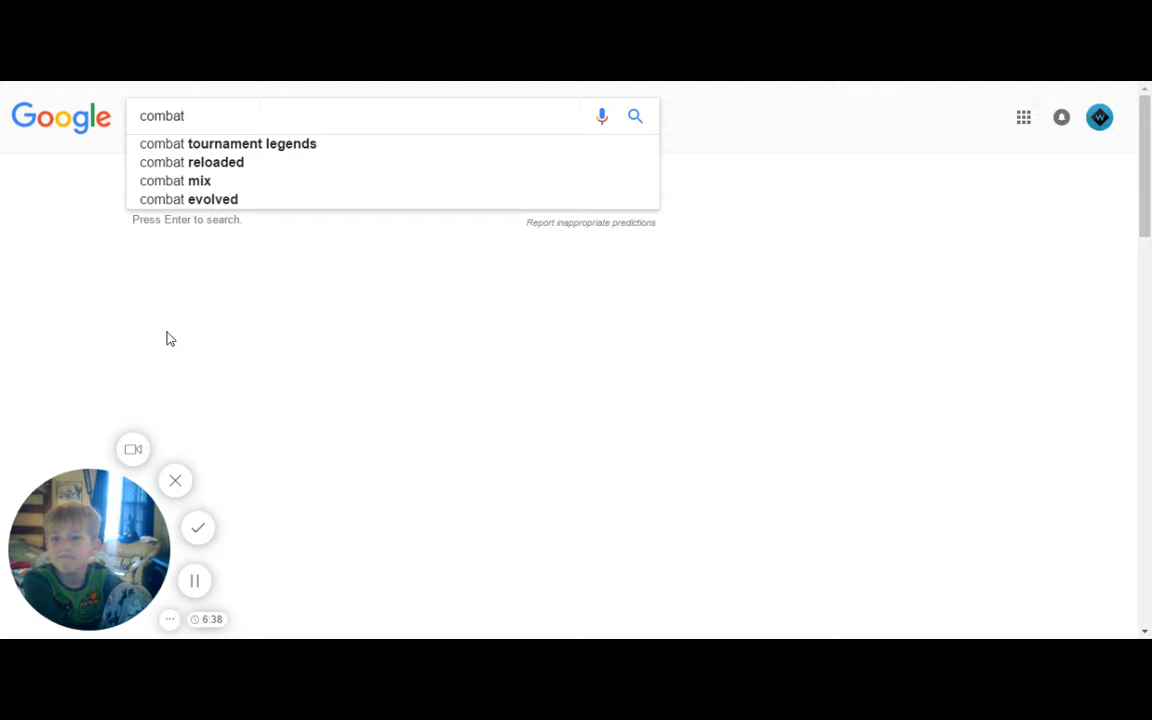 Google
combat
W
combat tournament legends
combat reloaded
combat mix
combat evolved
Press Enter to search.
Report inappropriate predictions
6:38